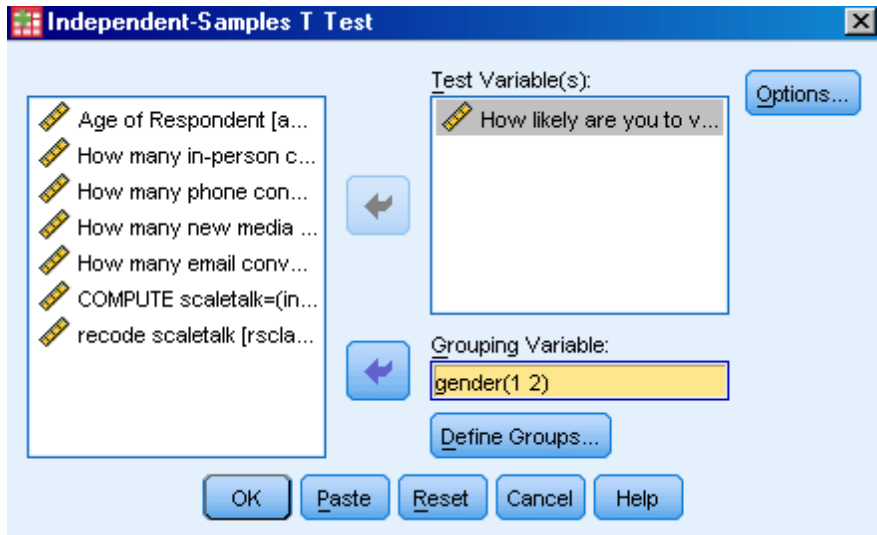 Independent-Samples T Test
Age of Respondent [a...
How many in-person c...
How many phone con...
How many new media ...
How many email conv...
COMPUTE scaletalk=(in...
recode scaletalk [rscla...
Test Variable(s):
How likely are you to v...
Options...
Grouping Variable:
gender(1 2)
Define Groups...
OK Paste Reset Cancel Help